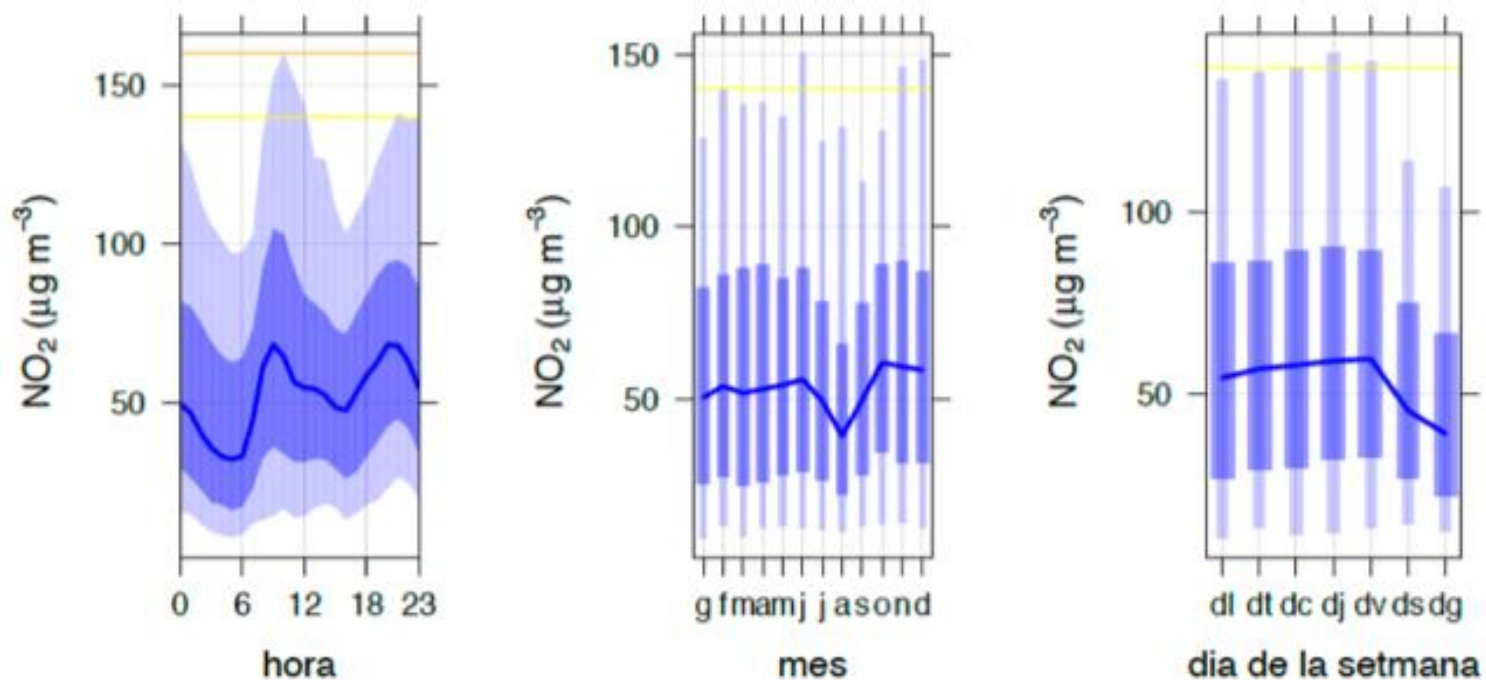 NO₂ (µg m⁻³)
150
100
50
0 6 12 18 23
hora
NO₂ (µg m⁻³)
150
100
50
g f m a m j j a s o n d
mes
NO₂ (µg m⁻³)
100
50
dl dt dc dj dv ds dg
dia de la setmana